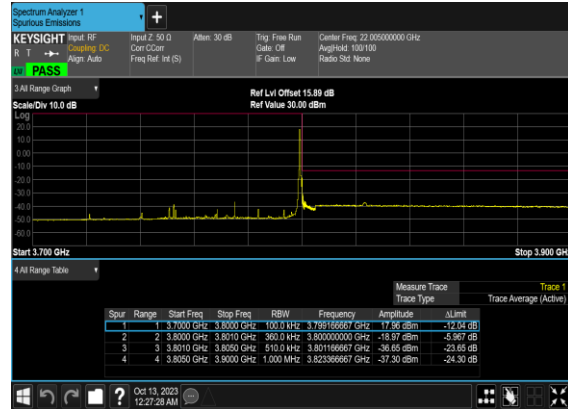 Spectrum Analyzer 1
Spurious Emissions
KEYSIGHT Input: RF Input Z: 50 Ω Atten: 30 dB Trig: Free Run Center Freq: 22.005000000 GHz
R T Coupling: DC Corr CCorr Gate: Off Avg|Hold: 100/100
Align: Auto Freq Ref: Int (S) IF Gain: Low Radio Std: None
PASS
3 All Range Graph
Ref Lvl Offset 15.89 dB
Scale/Div 10.0 dB Ref Value 30.00 dBm
Log
20.0
10.0
0.00
-10.0
-20.0
-30.0
-40.0
-50.0
-60.0
Start 3.700 GHz Stop 3.900 GHz
4 All Range Table
Measure Trace Trace 1
Trace Type Trace Average (Active)
Spur Range Start Freq Stop Freq RBW Frequency Amplitude ΔLimit
1 1 3.7000 GHz 3.8000 GHz 100.0 kHz 3.799166667 GHz 17.96 dBm -12.04 dB
2 2 3.8000 GHz 3.8010 GHz 360.0 kHz 3.800000000 GHz -18.97 dBm -5.967 dB
3 3 3.8010 GHz 3.8050 GHz 510.0 kHz 3.801166667 GHz -36.65 dBm -23.65 dB
4 4 3.8050 GHz 3.9000 GHz 1.000 MHz 3.823366667 GHz -37.30 dBm -24.30 dB
? Oct 13, 2023
12:27:28 AM